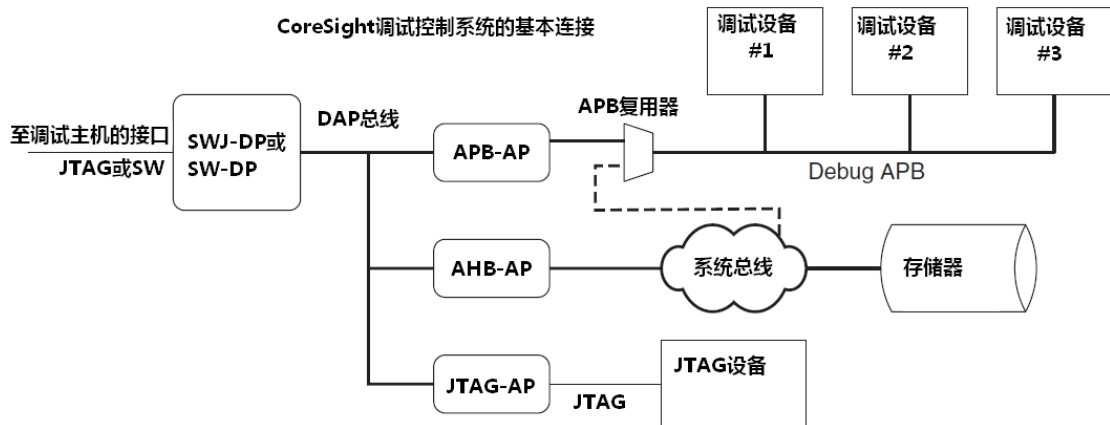 CoreSight调试控制系统的基本连接
调试设备
#1
调试设备
#2
调试设备
#3
至调试主机的接口
JTAG或SW
SWJ-DP或
SW-DP
DAP总线
APB-AP
APB复用器
Debug APB
AHB-AP
系统总线
存储器
JTAG-AP
JTAG
JTAG设备